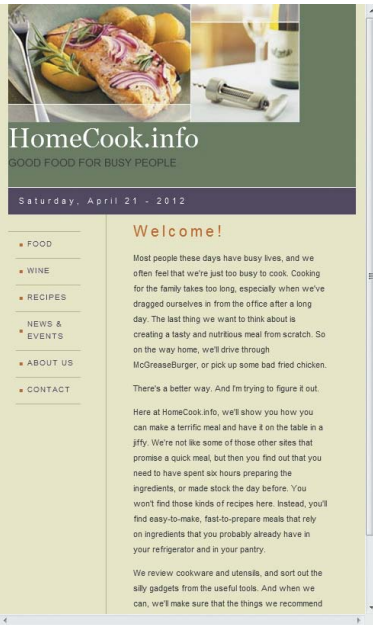 HomeCook.info
GOOD FOOD FOR BUSY PEOPLE
Saturday, April 21 - 2012
FOOD
WINE
RECIPES
NEWS &
EVENTS
ABOUT US
CONTACT
Welcome!
Most people these days have busy lives, and we
often feel that we're just too busy to cook. Cooking
for the family takes too long, especially when we've
dragged ourselves in from the office after a long
day. The last thing we want to think about is
creating a tasty and nutritious meal from scratch. So
on the way home, we'll drive through
McGreaseBurger, or pick up some bad fried chicken.
There's a better way. And I'm trying to figure it out.
Here at HomeCook.info, we'll show you how you
can make a terrific meal and have it on the table in a
jiffy. We're not like some of those other sites that
promise a quick meal, but then you find out that you
need to have spent six hours preparing the
ingredients, or made stock the day before. You
won't find those kinds of recipes here. Instead, you'll
find easy-to-make, fast-to-prepare meals that rely
on ingredients that you probably already have in
your refrigerator and in your pantry.
We review cookware and utensils, and sort out the
silly gadgets from the useful tools. And when we
can, we'll make sure that the things we recommend